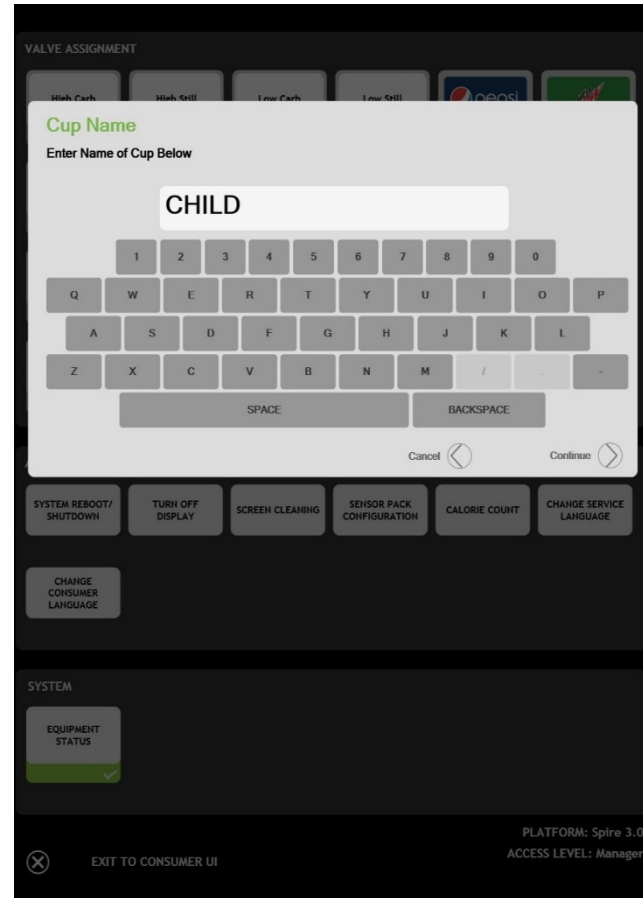 VALVE ASSIGNMENT
High Carb High Still Low Carb Low Still pepsi
Cup Name
Enter Name of Cup Below
CHILD
1 2 3 4 5 6 7 8 9 0
Q W E R T Y U I O P
A S D F G H J K L
Z X C V B N M / . -
SPACE BACKSPACE
Cancel Continue
SYSTEM REBOOT/
SHUTDOWN
TURN OFF
DISPLAY
SCREEN CLEANING
SENSOR PACK
CONFIGURATION
CALORIE COUNT
CHANGE SERVICE
LANGUAGE
CHANGE
CONSUMER
LANGUAGE
SYSTEM
EQUIPMENT
STATUS
PLATFORM: Spire 3.0
ACCESS LEVEL: Manager
EXIT TO CONSUMER UI